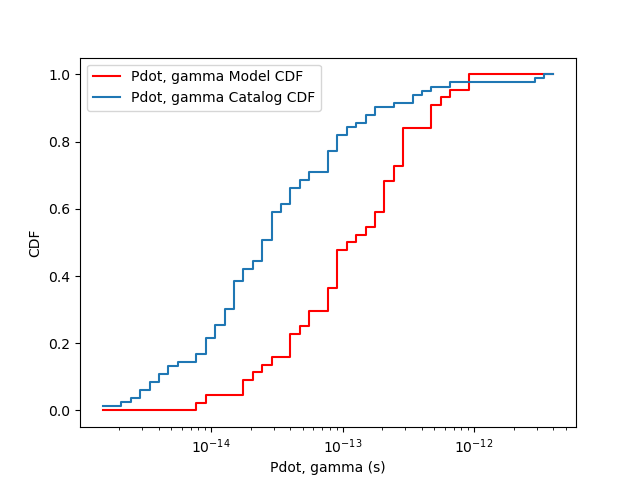 Pdot, gamma Model CDF
Pdot, gamma Catalog CDF
1.0
0.8
0.6
0.4
0.2
0.0
CDF
10⁻¹⁴ 10⁻¹³ 10⁻¹²
Pdot, gamma (s)